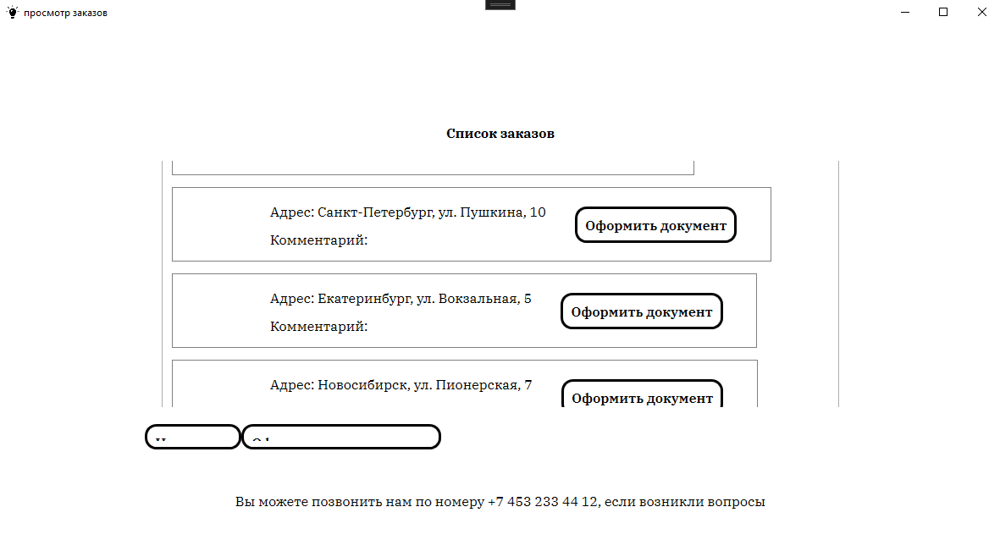 просмотр заказов
Список заказов
Адрес: Санкт-Петербург, ул. Пушкина, 10
Оформить документ
Комментарий:
Адрес: Екатеринбург, ул. Вокзальная, 5
Оформить документ
Комментарий:
Адрес: Новосибирск, ул. Пионерская, 7
Оформить документ
Вы можете позвонить нам по номеру +7 453 233 44 12, если возникли вопросы